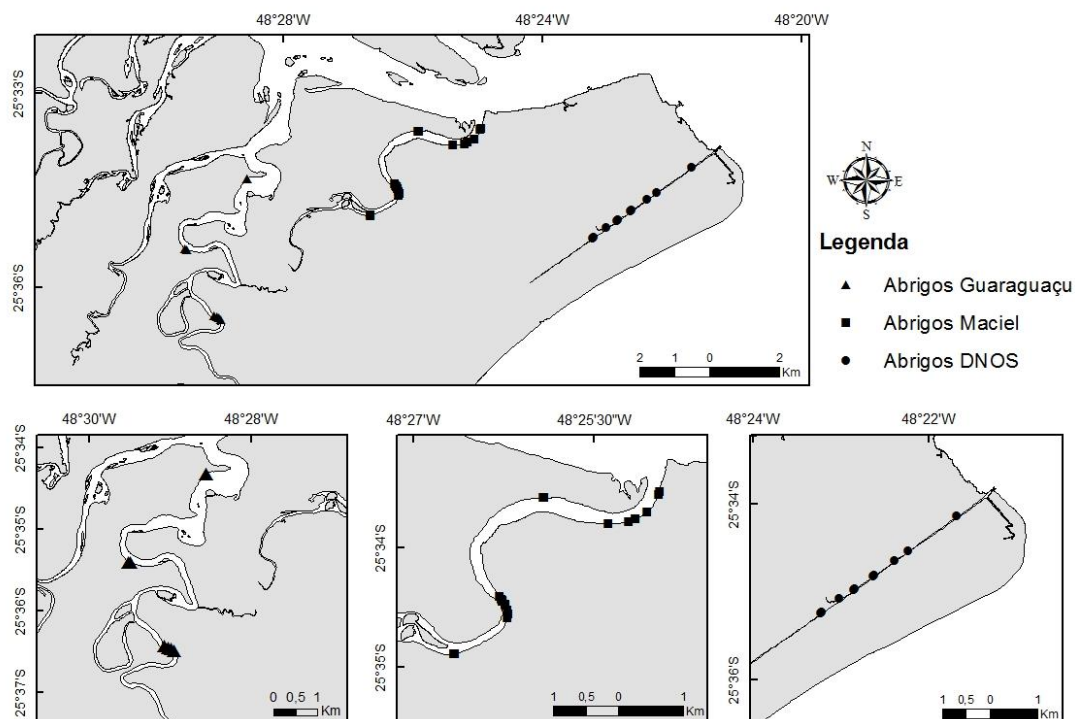 48°28'W 48°24'W 48°20'W
25°33'S
25°36'S
N
W E
S
Legenda
Abrigos Guaraguaçu
Abrigos Maciel
Abrigos DNOS
2 1 0 2
Km
48°30'W 48°28'W
25°34'S
25°35'S
25°36'S
25°37'S
0 0,5 1
Km
48°27'W 48°25'30"W
25°34'S
25°35'S
1 0,5 0 1
Km
48°24'W 48°22'W
25°34'S
25°36'S
1 0,5 0 1
Km